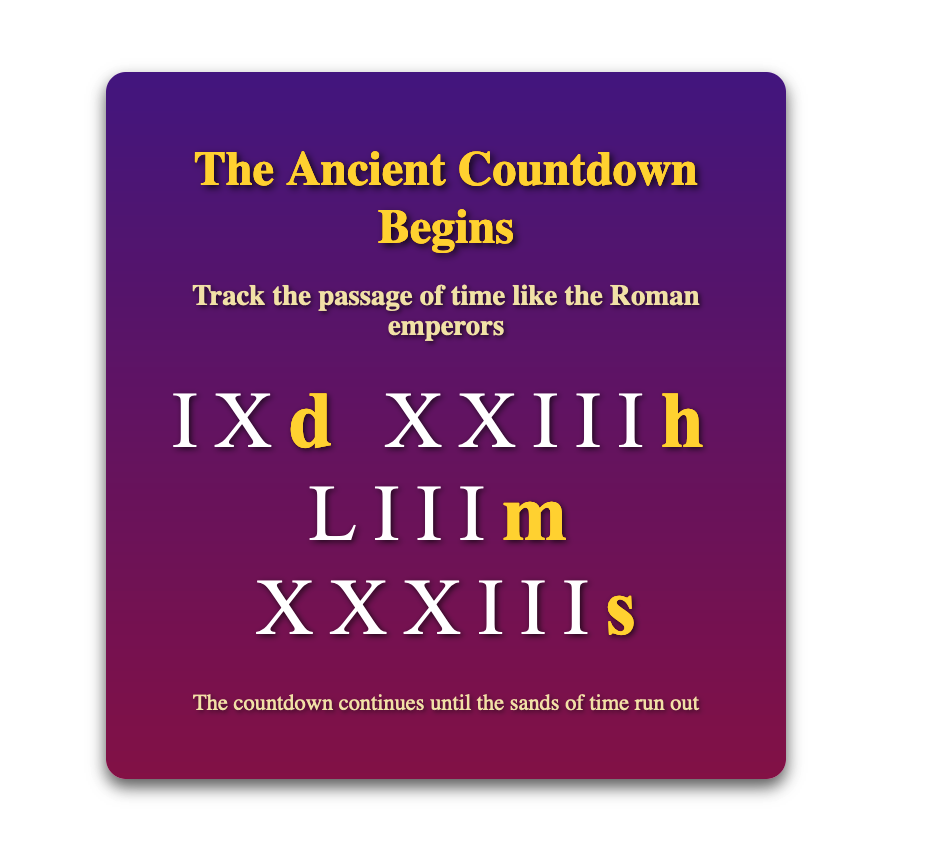 The Ancient Countdown
Begins
Track the passage of time like the Roman
emperors
IXd XXIIIh
LIIIm
XXXIIIs
The countdown continues until the sands of time run out